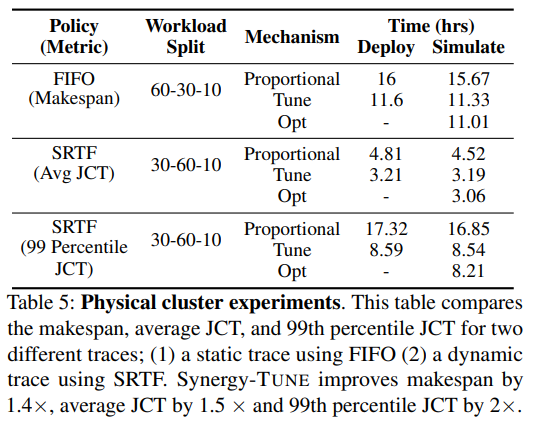 Policy Workload Mechanism Time (hrs)
(Metric) Split Deploy Simulate
FIFO (Makespan) 60-30-10 Proportional 16 15.67
Tune 11.6 11.33
Opt - 11.01
SRTF (Avg JCT) 30-60-10 Proportional 4.81 4.52
Tune 3.21 3.19
Opt - 3.06
SRTF (99 Percentile JCT) 30-60-10 Proportional 17.32 16.85
Tune 8.59 8.54
Opt - 8.21
Table 5: Physical cluster experiments. This table compares
the makespan, average JCT, and 99th percentile JCT for two
different traces; (1) a static trace using FIFO (2) a dynamic
trace using SRTF. Synergy-TUNE improves makespan by
1.4×, average JCT by 1.5 × and 99th percentile JCT by 2×.